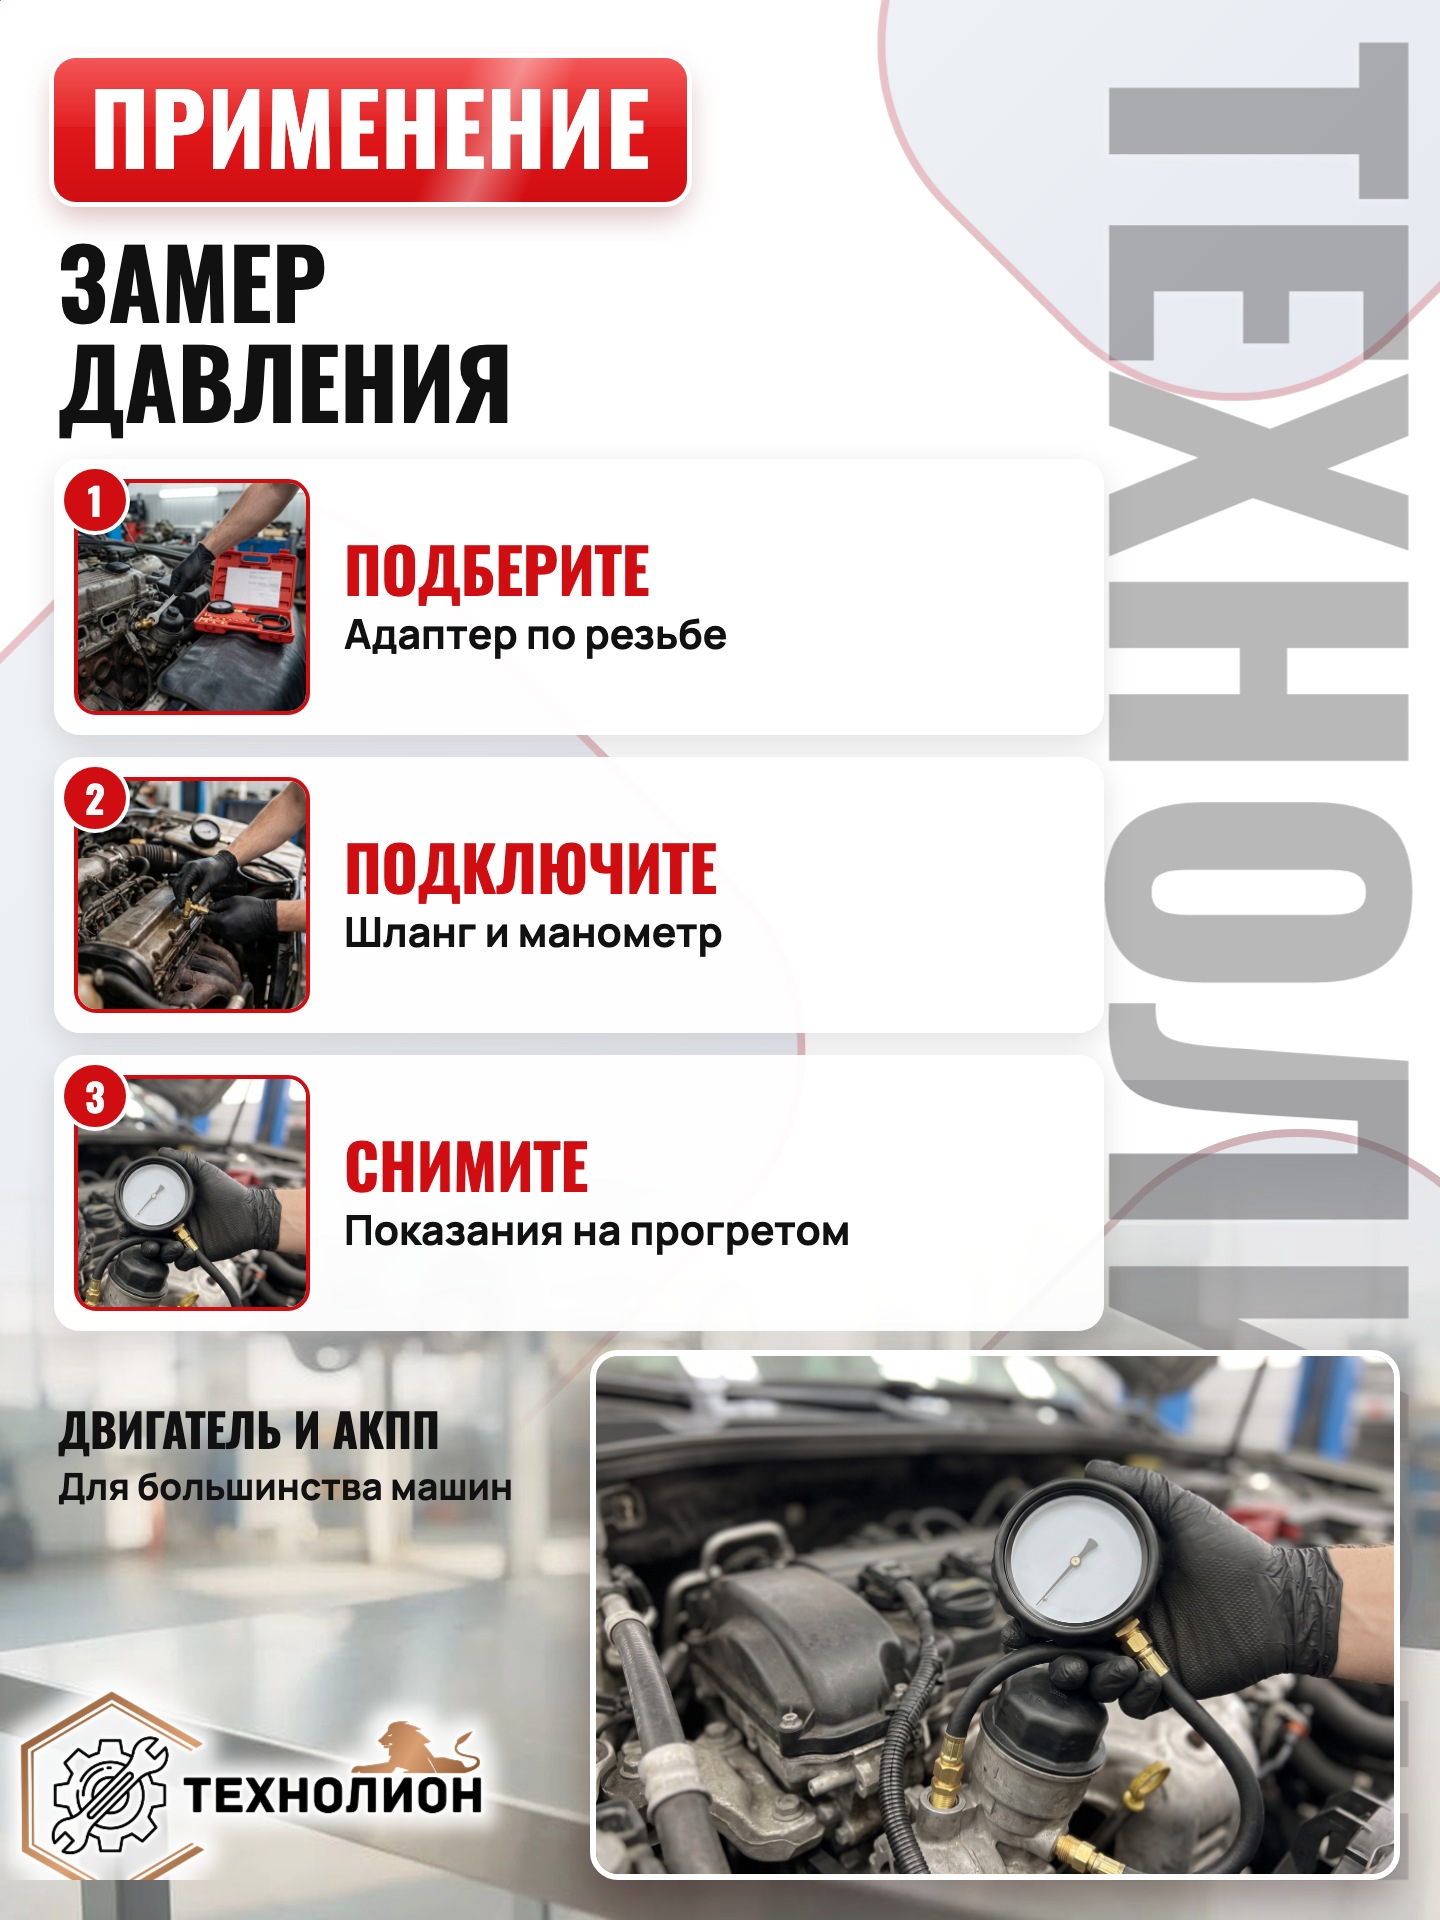 ПРИМЕНЕНИЕ
ЗАМЕР
ДАВЛЕНИЯ
1
ПОДБЕРИТЕ
Адаптер по резьбе
2
ПОДКЛЮЧИТЕ
Шланг и манометр
3
СНИМИТЕ
Показания на прогретом
ДВИГАТЕЛЬ И АКПП
Для большинства машин
ТЕХНОЛИОН
ТЕХНОЛИ